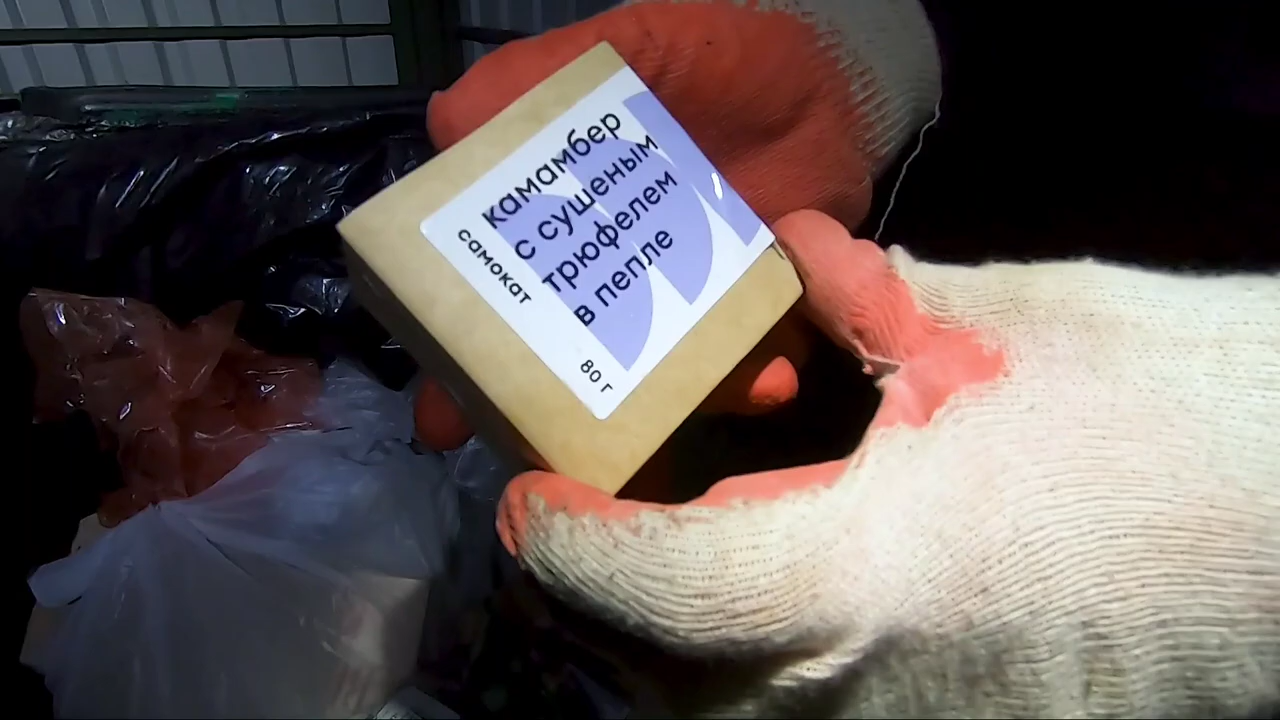 камамбер
с сушеным
трюфелем
в пепле
самокат
80 г